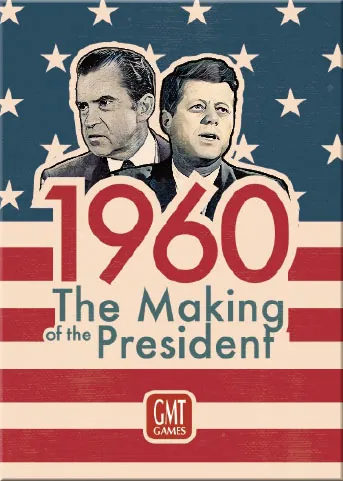 1960
The Making
of the President
GMT
GAMES